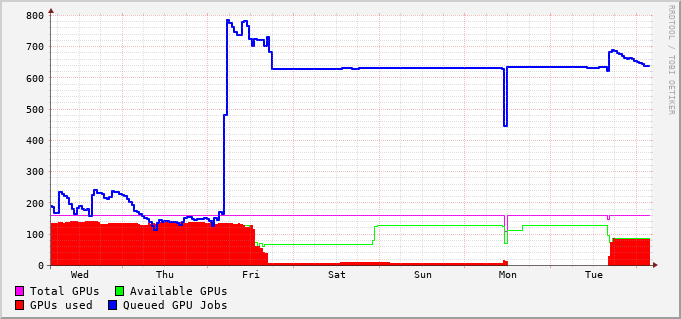 RRDTOOL / TOBI OETIKER
800
700
600
500
400
300
200
100
0
Wed Thu Fri Sat Sun Mon Tue
Total GPUs Available GPUs
GPUs used Queued GPU Jobs